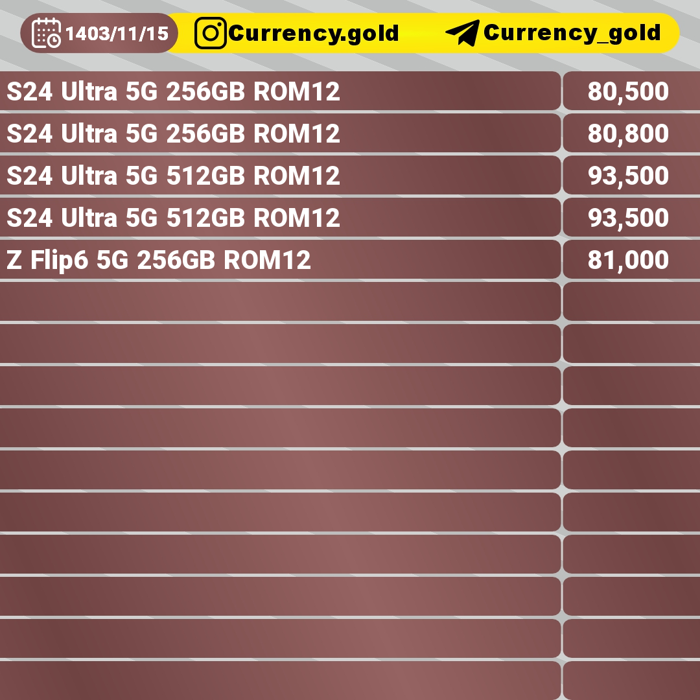 1403/11/15 Currency.gold Currency_gold
S24 Ultra 5G 256GB ROM12 80,500
S24 Ultra 5G 256GB ROM12 80,800
S24 Ultra 5G 512GB ROM12 93,500
S24 Ultra 5G 512GB ROM12 93,500
Z Flip6 5G 256GB ROM12 81,000